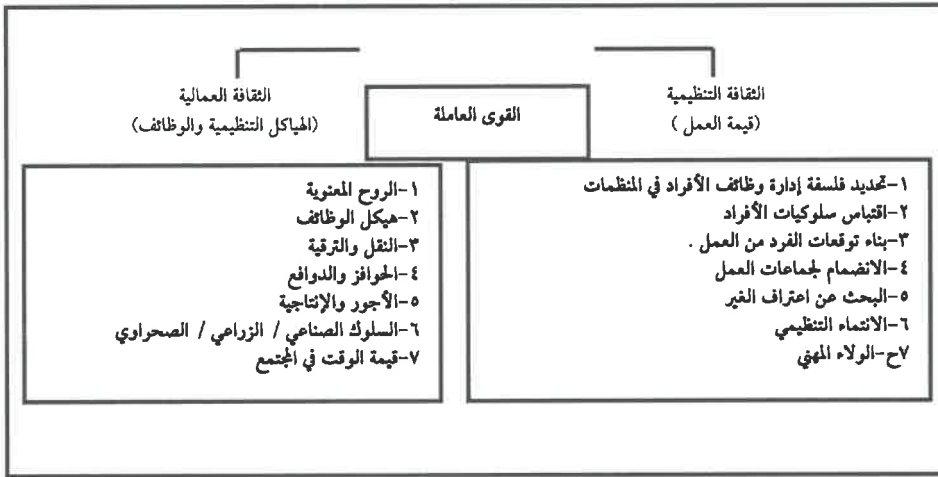 الثقافة التنظيمية
(قيمة العمل )
القوى العاملة
الثقافة العمالية
(الهياكل التنظيمية والوظائف)
١-تحديد فلسفة إدارة وظائف الأفراد في المنظمات
٢-اقتباس سلوكيات الأفراد
٣-بناء توقعات الفرد من العمل .
٤-الانضمام لجماعات العمل
٥-البحث عن اعتراف الغير
٦-الانتماء التنظيمي
٧ح-الولاء المهني
١-الروح المعنوية
٢-هيكل الوظائف
٣-النقل والترقية
٤-الحوافز والدوافع
٥-الأجور والإنتاجية
٦-السلوك الصناعي / الزراعي / الصحراوي
٧-قيمة الوقت في المجتمع